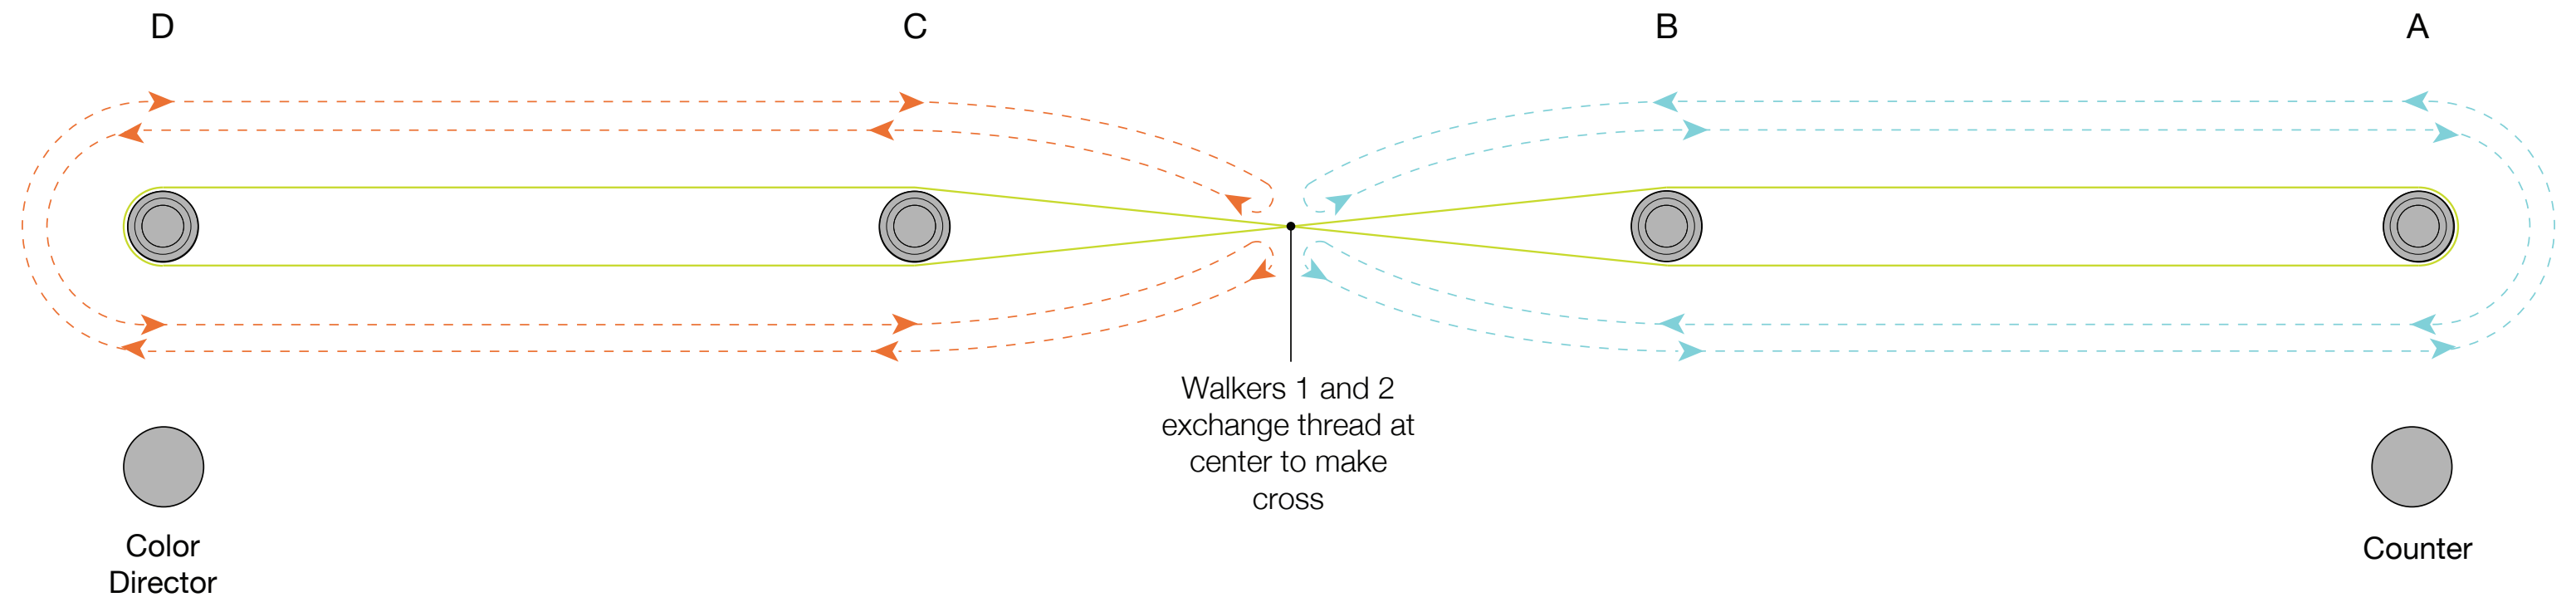 D C B A
Walkers 1 and 2
exchange thread at
center to make
cross
Color
Director
Counter